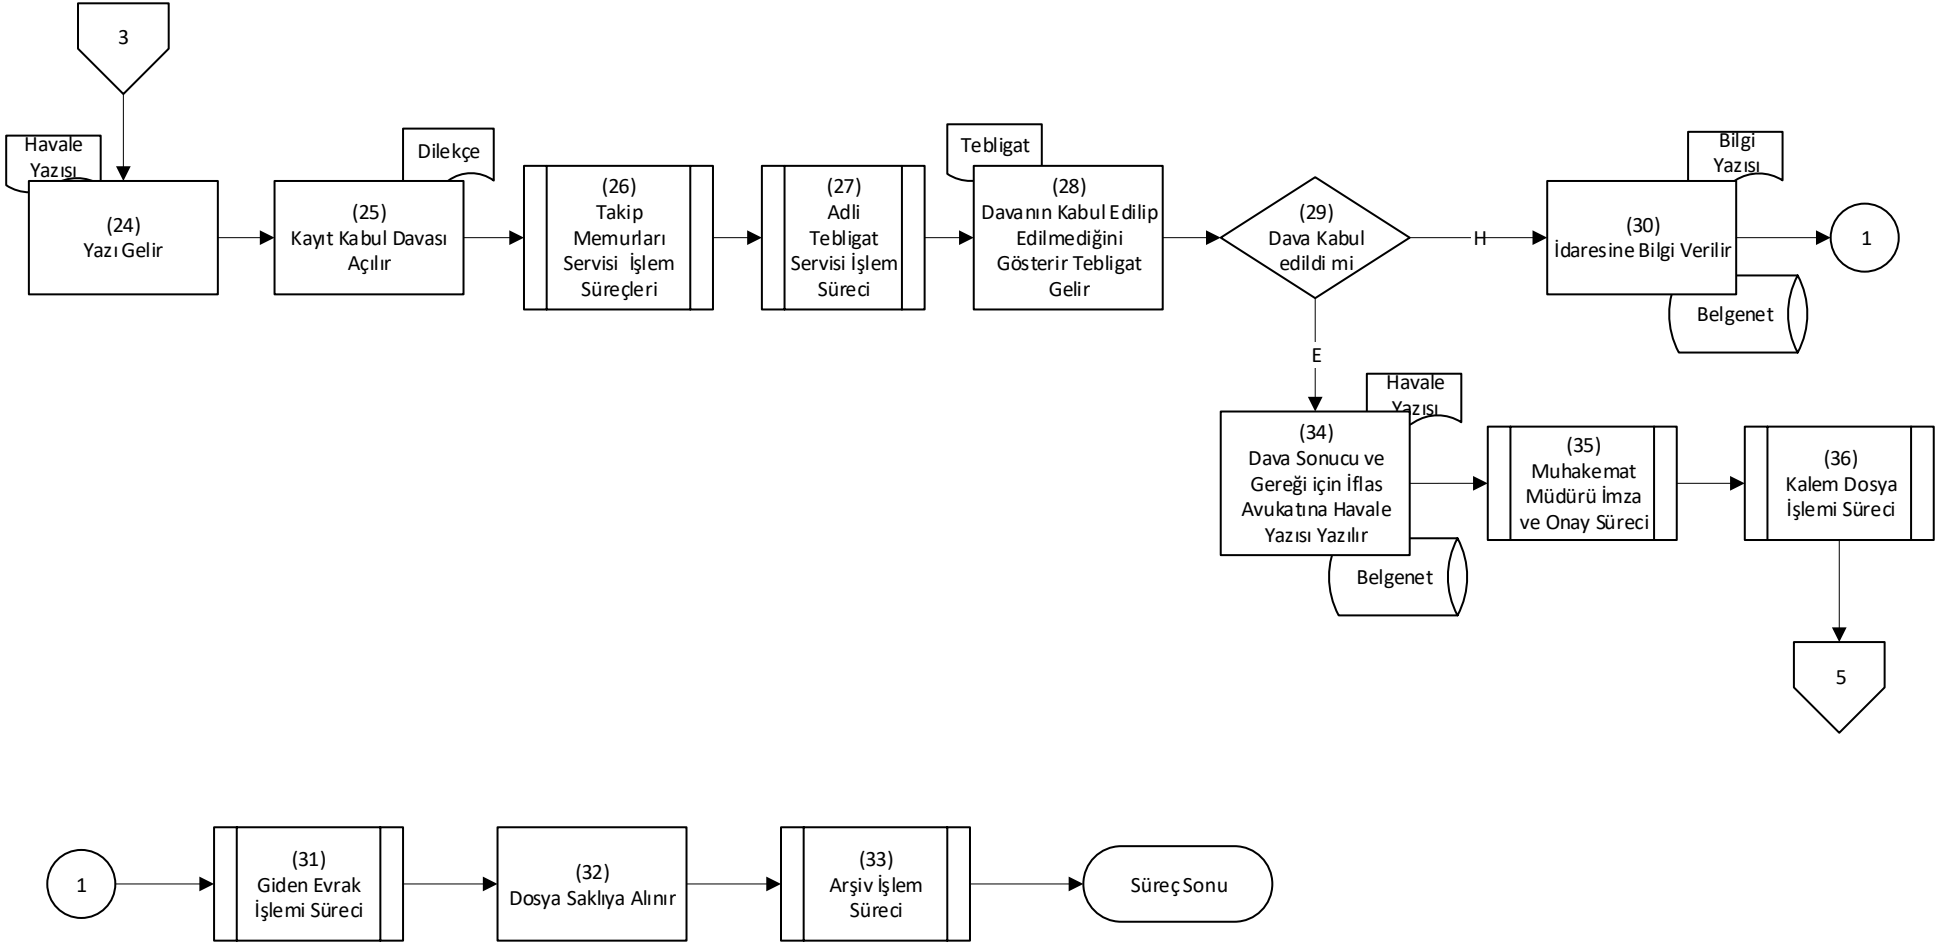 3
Havale
Yazısı
(24)
Yazı Gelir
Dilekçe
(25)
Kayıt Kabul Davası
Açılır
(26)
Takip
Memurları
Servisi İşlem
Süreçleri
(27)
Adli
Tebligat
Servisi İşlem
Süreci
Tebligat
(28)
Davanın Kabul Edilip
Edilmediğini
Gösterir Tebligat
Gelir
(29)
Dava Kabul
edildi mi
H
Bilgi
Yazısı
(30)
İdaresine Bilgi Verilir
Belgenet
1
E
Havale
Yazısı
(34)
Dava Sonucu ve
Gereği için İflas
Avukatına Havale
Yazısı Yazılır
Belgenet
(35)
Muhakemat
Müdürü İmza
ve Onay Süreci
(36)
Kalem Dosya
İşlemi Süreci
5
1
(31)
Giden Evrak
İşlemi Süreci
(32)
Dosya Saklıya Alınır
(33)
Arşiv İşlem
Süreci
Süreç Sonu